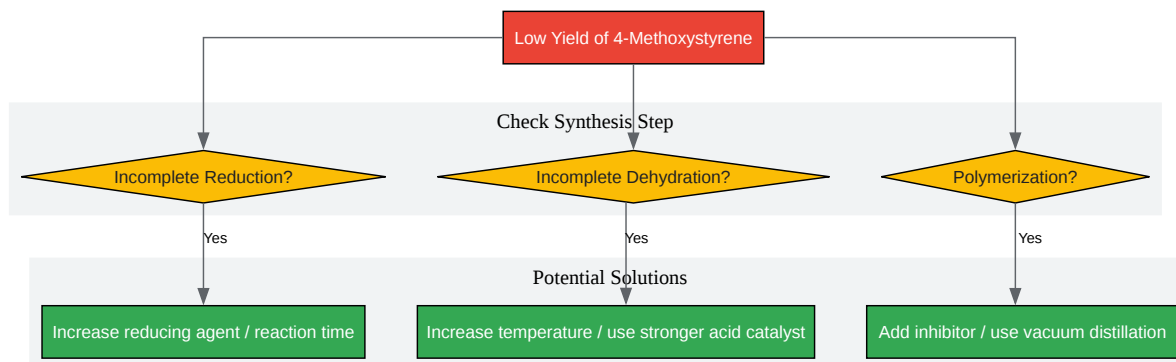 Low Yield of 4-Methoxystyrene
Check Synthesis Step
Incomplete Reduction?
Incomplete Dehydration?
Polymerization?
Yes
Yes
Yes
Potential Solutions
Increase reducing agent / reaction time
Increase temperature / use stronger acid catalyst
Add inhibitor / use vacuum distillation